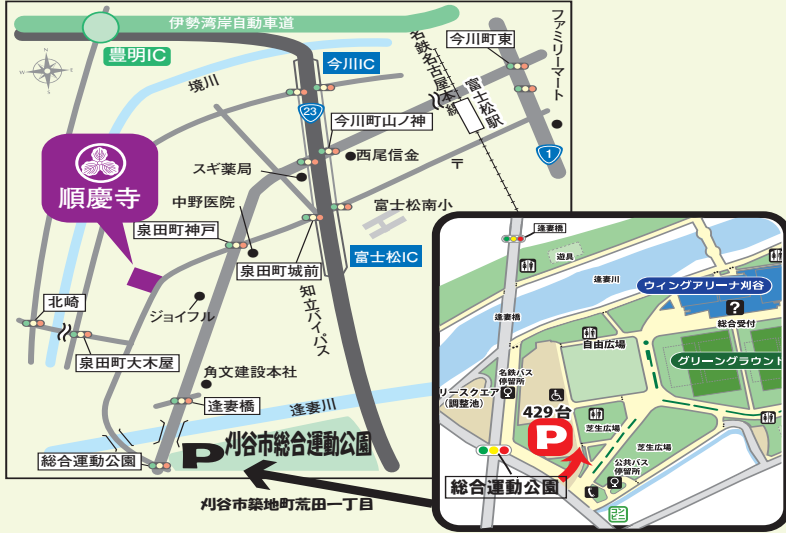 伊勢湾岸自動車道
豊明IC
境川
今川IC
23
名鉄名古屋本線
富士松駅
今川町東
ファミリーマート
1
今川町山ノ神
西尾信金
〒
スギ薬局
順慶寺
中野医院
富士松南小
泉田町神戸
泉田町城前
富士松IC
知立バイパス
北崎
ジョイフル
泉田町大木屋
角文建設本社
逢妻橋
逢妻川
総合運動公園
P
刈谷市総合運動公園
刈谷市築地町荒田一丁目
逢妻橋
遊具
逢妻川
逢妻橋
ウィングアリーナ刈谷
?
総合受付
自由広場
グリーングラウンド
名鉄バス
停留所
リースクエア
(調整池)
429台
P
芝生広場
芝生広場
公共バス
停留所
総合運動公園
コンビニ